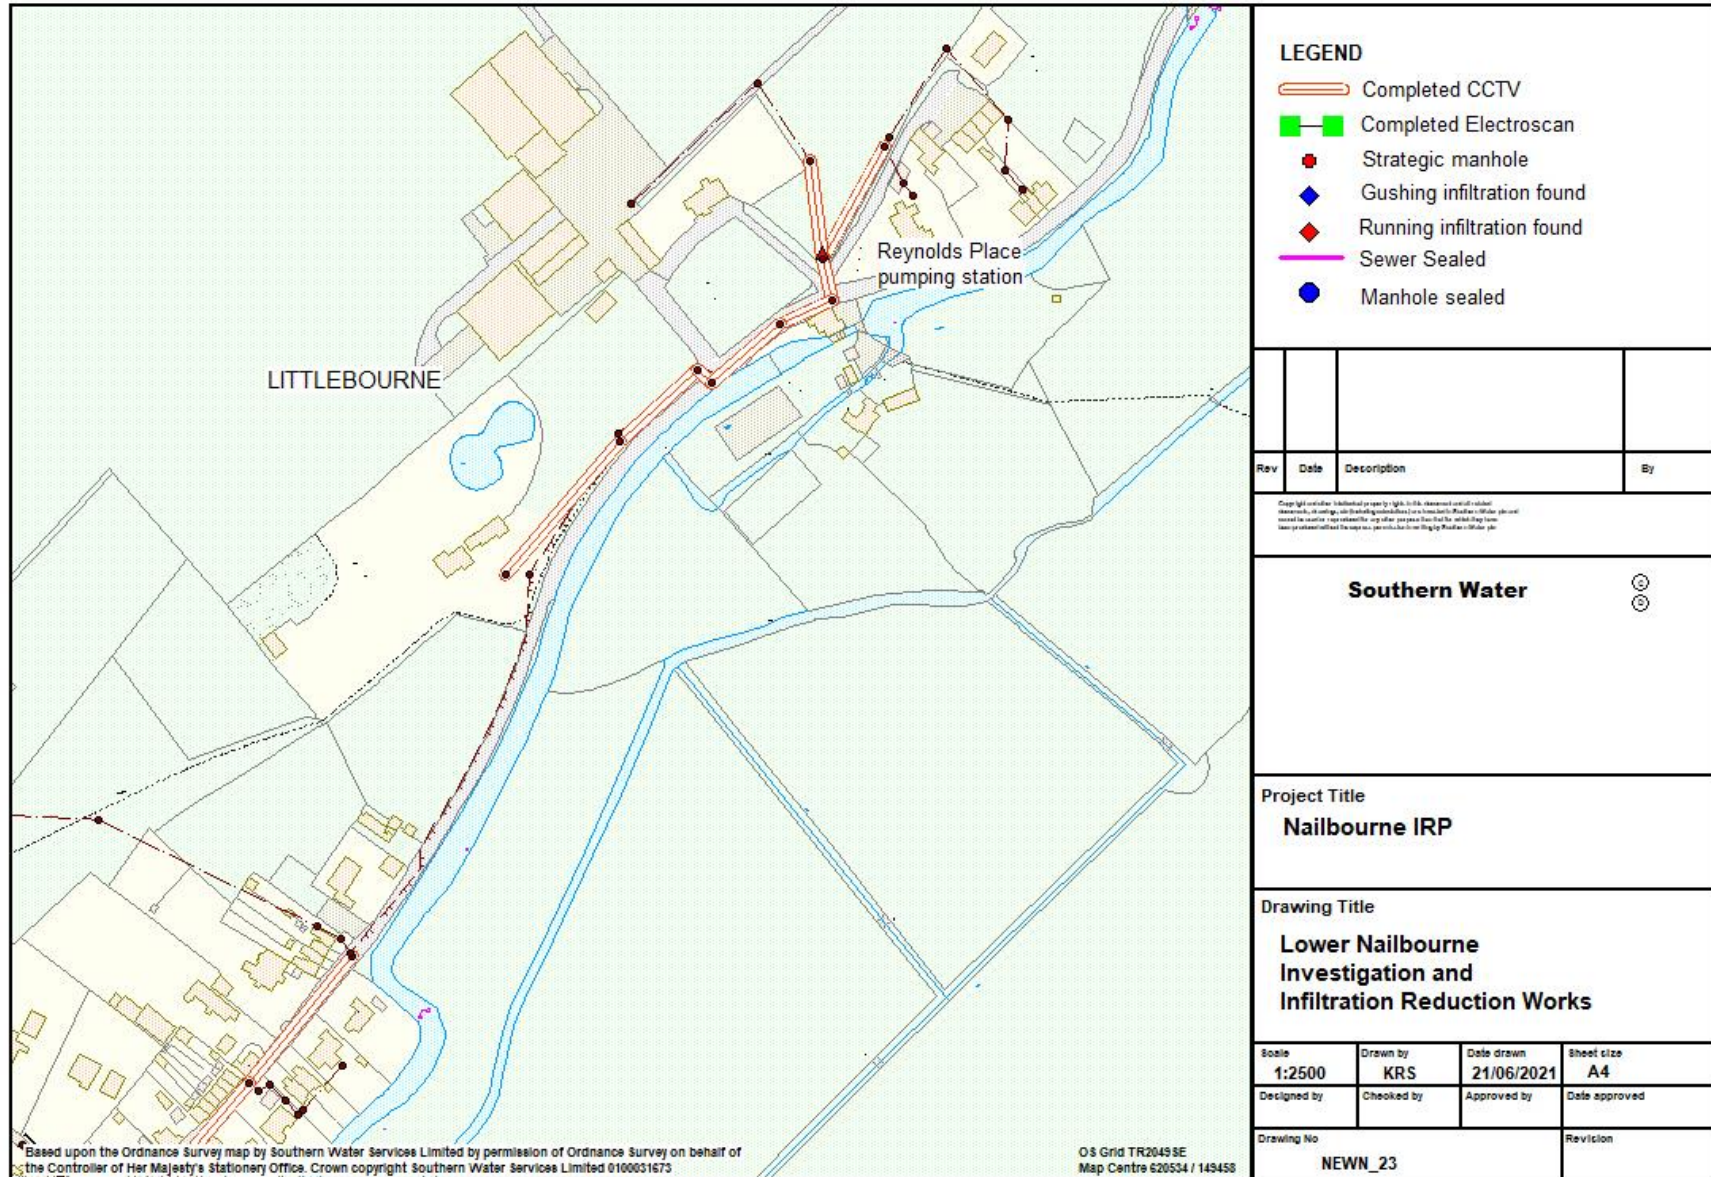 Reynolds Place
pumping station
LITTLEBOURNE
Based upon the Ordnance Survey map by Southern Water Services Limited by permission of Ordnance Survey on behalf of
the Controller of Her Majesty's Stationery Office. Crown copyright Southern Water Services Limited 0100031673
OS Grid TR2049SE
Map Centre 620534 / 149458
LEGEND
Completed CCTV
Completed Electroscan
Strategic manhole
Gushing infiltration found
Running infiltration found
Sewer Sealed
Manhole sealed
Rev Date Description By
Southern Water
Project Title
Nailbourne IRP
Drawing Title
Lower Nailbourne
Investigation and
Infiltration Reduction Works
Scale Drawn by Date drawn Sheet size
1:2500 KRS 21/06/2021 A4
Designed by Checked by Approved by Date approved
Drawing No Revision
NEWN_23